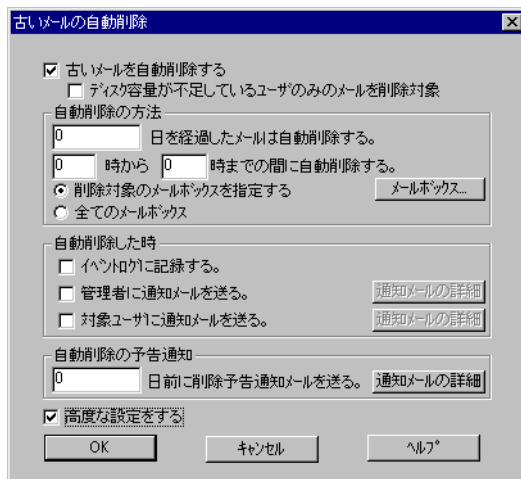 古いメールの自動削除
古いメールを自動削除する
ディスク容量が不足しているユーザのみのメールを削除対象
自動削除の方法
0 日を経過したメールは自動削除する。
0 時から 0 時までの間に自動削除する。
削除対象のメールボックスを指定する メールボックス...
全てのメールボックス
自動削除した時
イベントログに記録する。
管理者に通知メールを送る。 通知メールの詳細
対象ユーザに通知メールを送る。 通知メールの詳細
自動削除の予告通知
0 日前に削除予告通知メールを送る。 通知メールの詳細
高度な設定をする
OK キャンセル ヘルプ